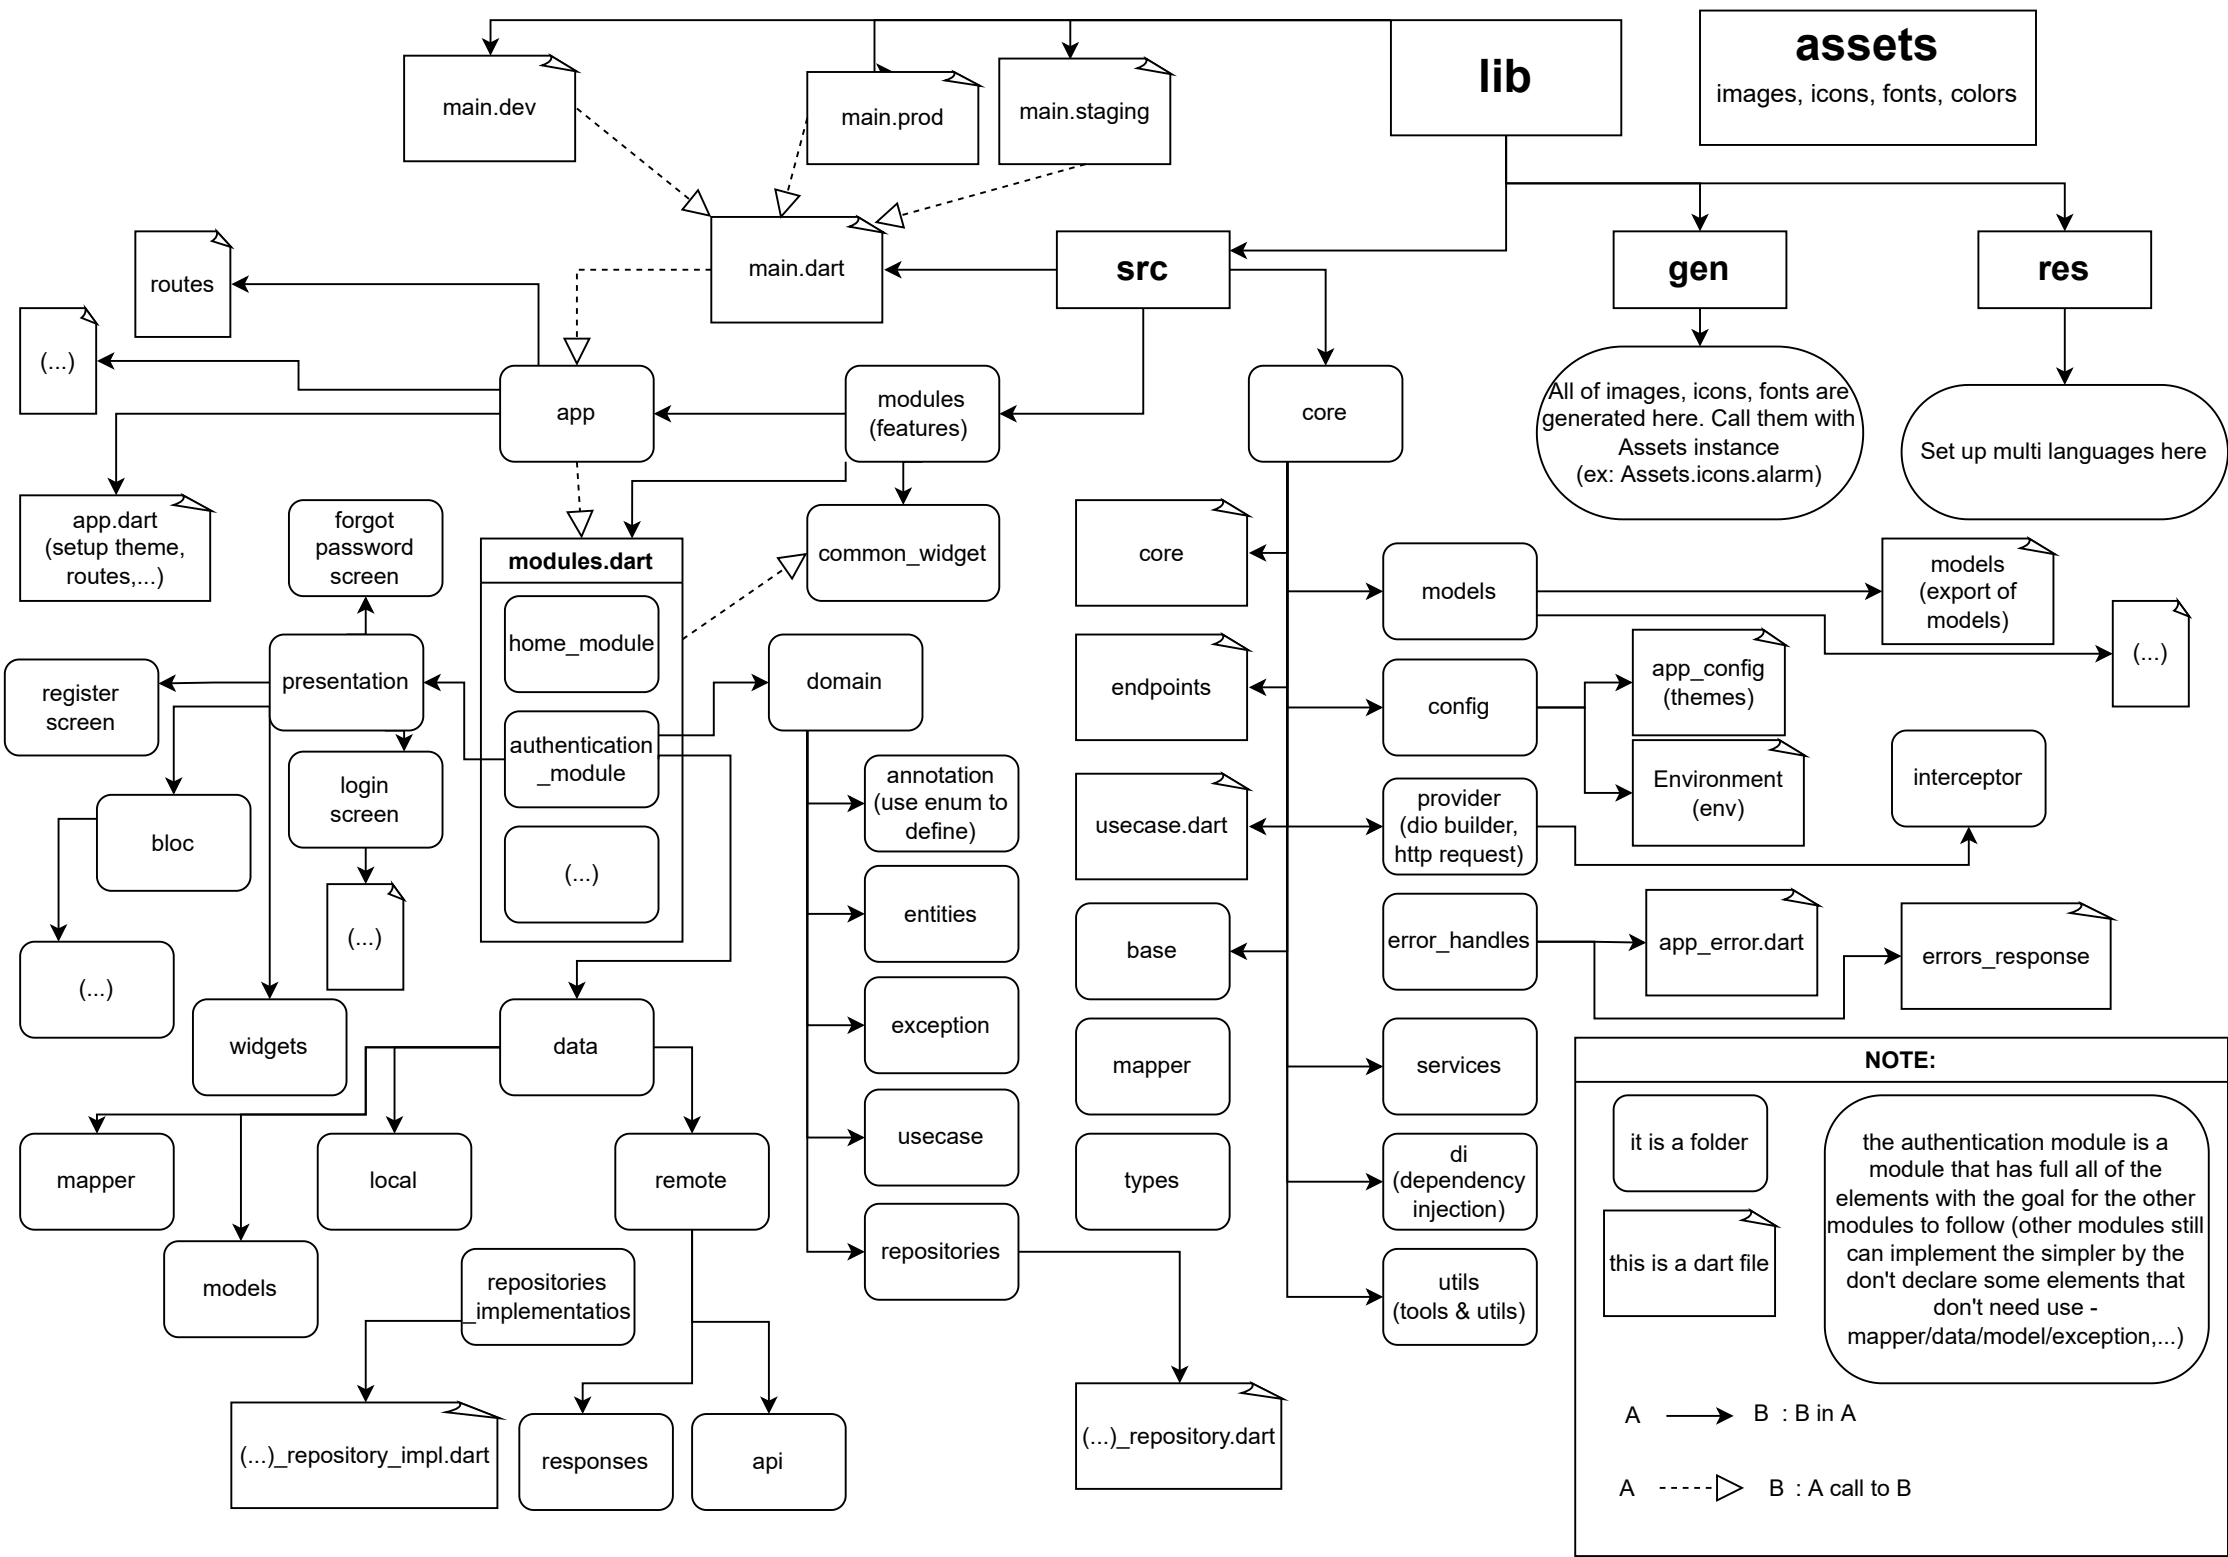 lib
assets
images, icons, fonts, colors
main.dev
main.prod
main.staging
main.dart
src
gen
res
routes
(...)
app
modules
(features)
core
All of images, icons, fonts are
generated here. Call them with
Assets instance
(ex: Assets.icons.alarm)
Set up multi languages here
app.dart
(setup theme,
routes,...)
forgot
password
screen
modules.dart
common_widget
core
models
models
(export of
models)
(...)
home_module
presentation
register
screen
domain
endpoints
config
app_config
(themes)
authentication
_module
login
screen
annotation
(use enum to
define)
usecase.dart
provider
(dio builder,
http request)
Environment
(env)
interceptor
bloc
(...)
(...)
(...)
entities
base
error_handles
app_error.dart
errors_response
widgets
data
exception
mapper
services
mapper
local
remote
usecase
types
di
(dependency
injection)
models
repositories
_implementatios
repositories
utils
(tools & utils)
(...)_repository_impl.dart
responses
api
(...)_repository.dart
NOTE:
it is a folder
this is a dart file
the authentication module is a
module that has full all of the
elements with the goal for the other
modules to follow (other modules still
can implement the simpler by the
don't declare some elements that
don't need use -
mapper/data/model/exception,...)
A B : B in A
A B : A call to B